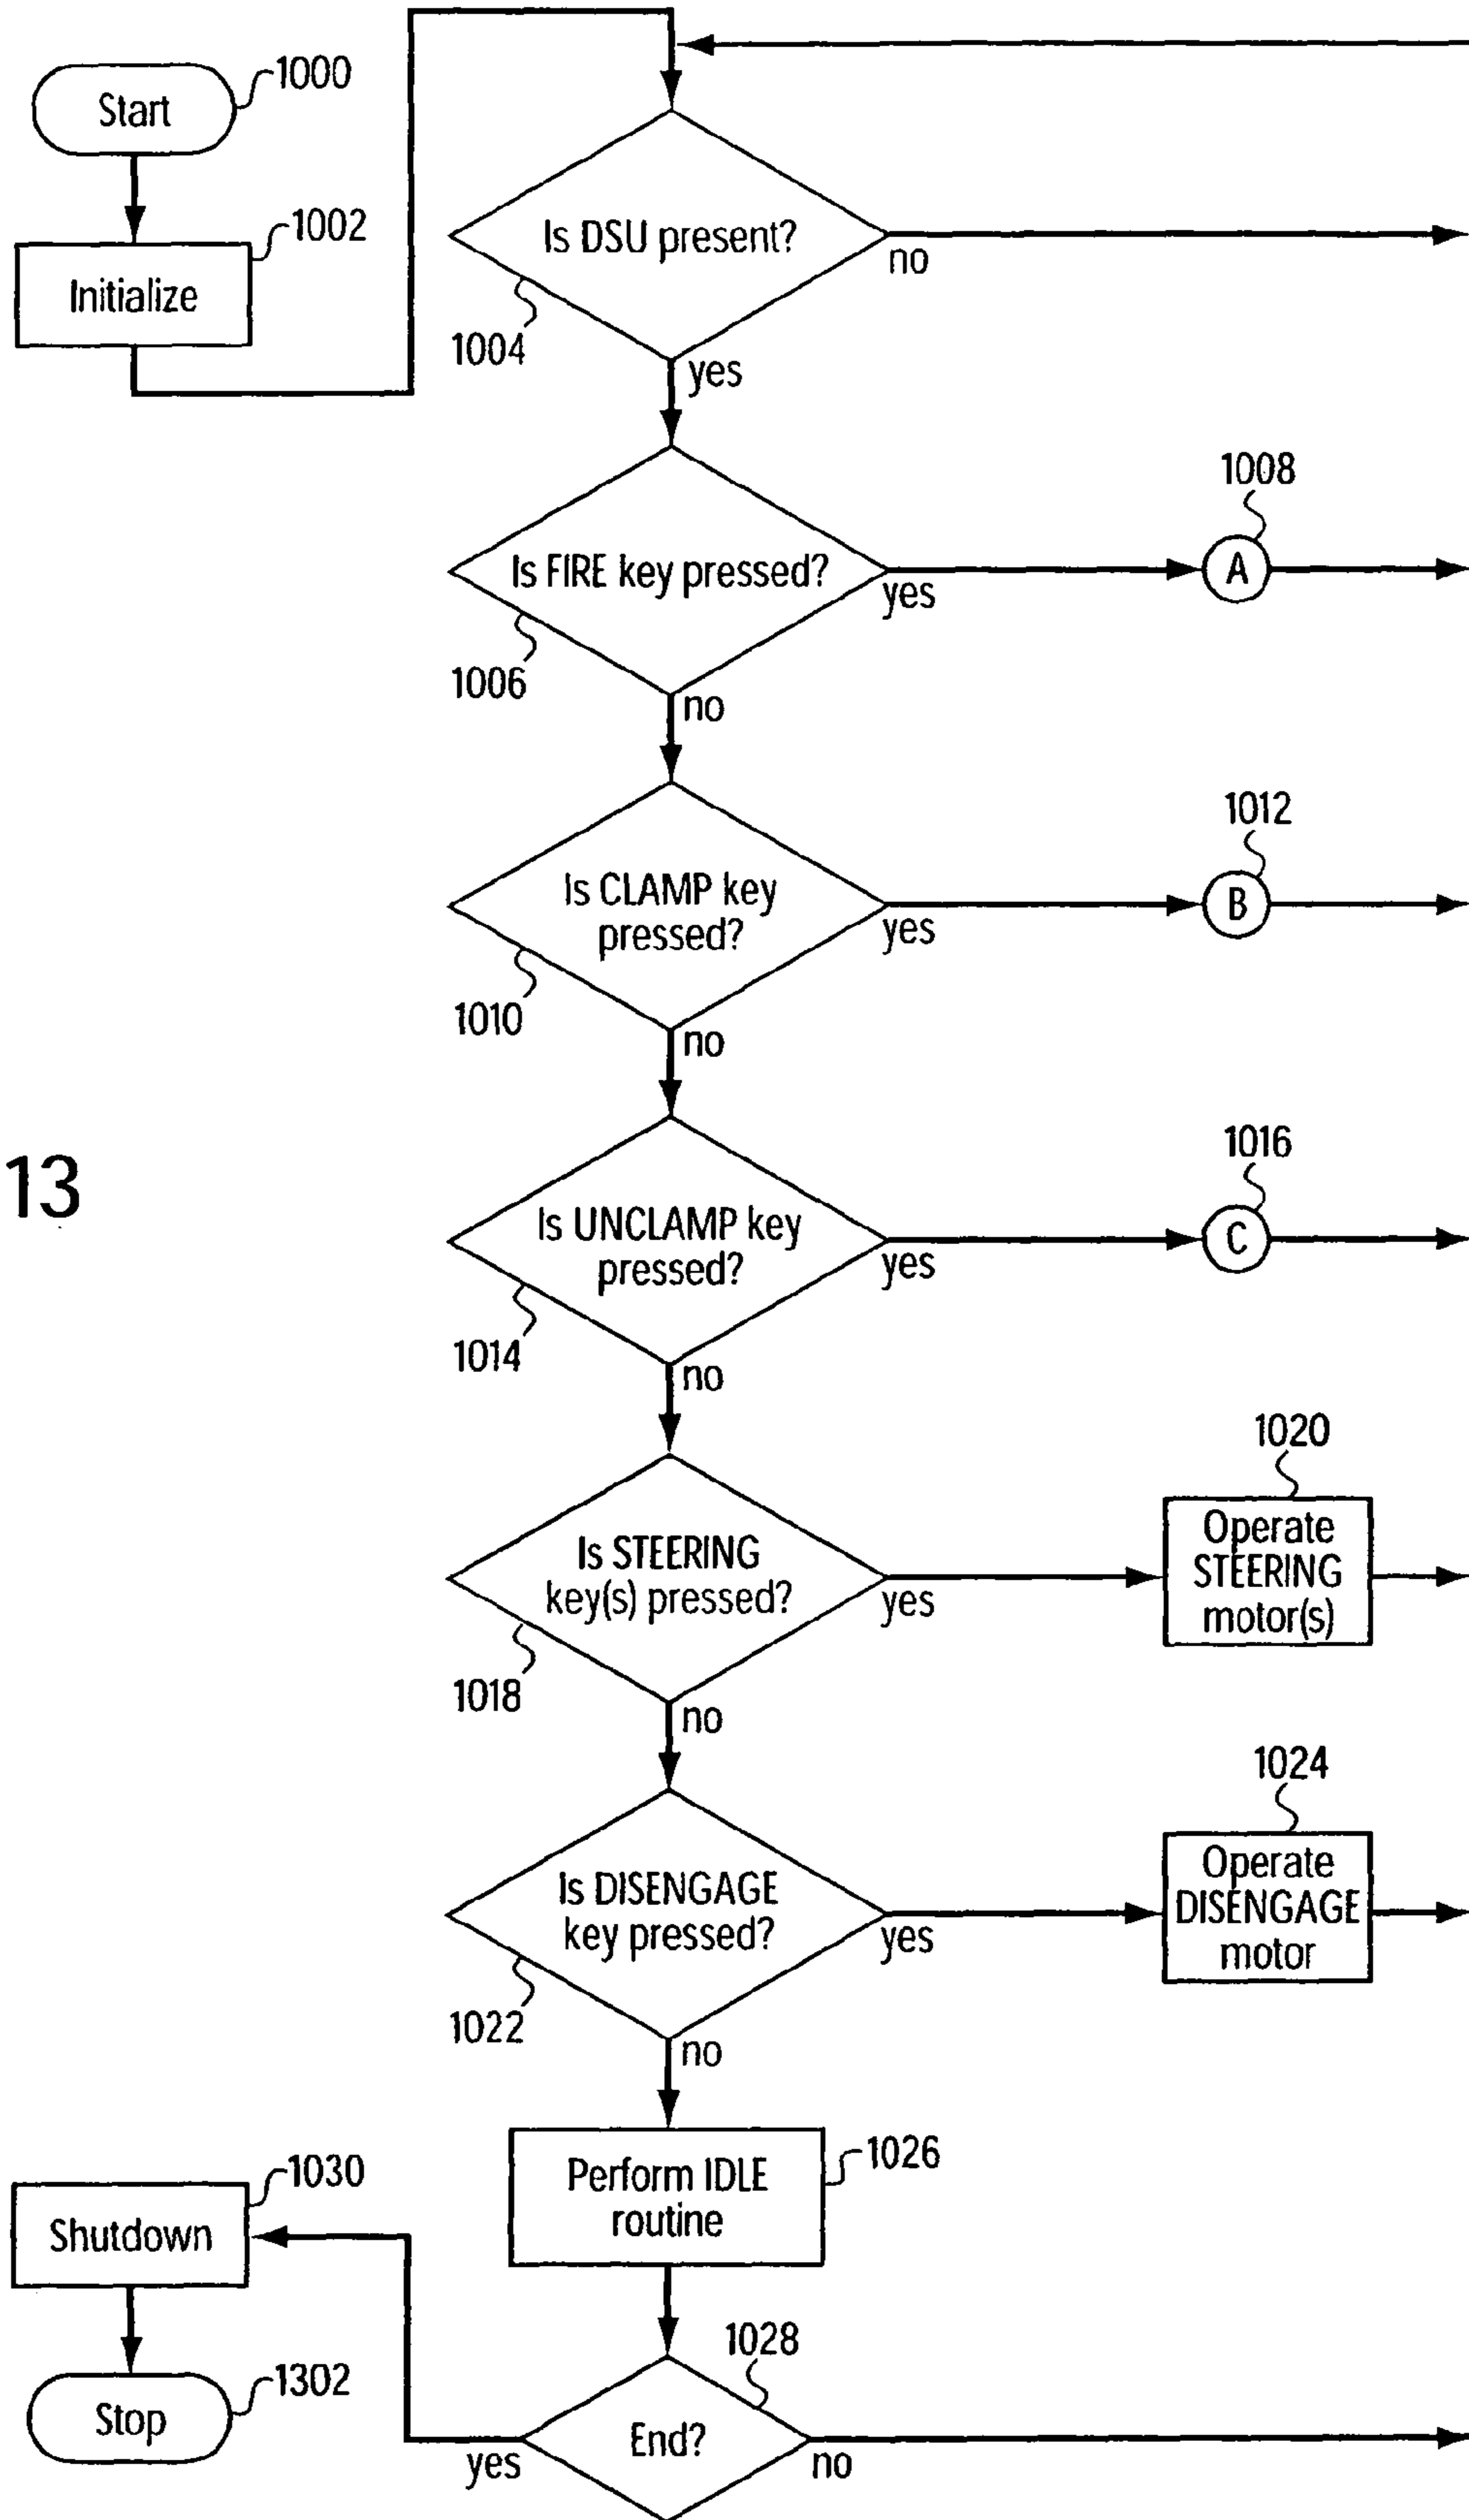 Start
1000
Initialize
1002
Is DSU present?
no
1004
yes
Is FIRE key pressed?
yes
1008
A
1006
no
Is CLAMP key
pressed?
yes
1012
B
1010
no
13
Is UNCLAMP key
pressed?
yes
1016
C
1014
no
Is STEERING
key(s) pressed?
yes
1020
Operate
STEERING
motor(s)
1018
no
Is DISENGAGE
key pressed?
yes
1024
Operate
DISENGAGE
motor
1022
no
Perform IDLE
routine
1026
1030
Shutdown
1028
End?
yes
no
1302
Stop